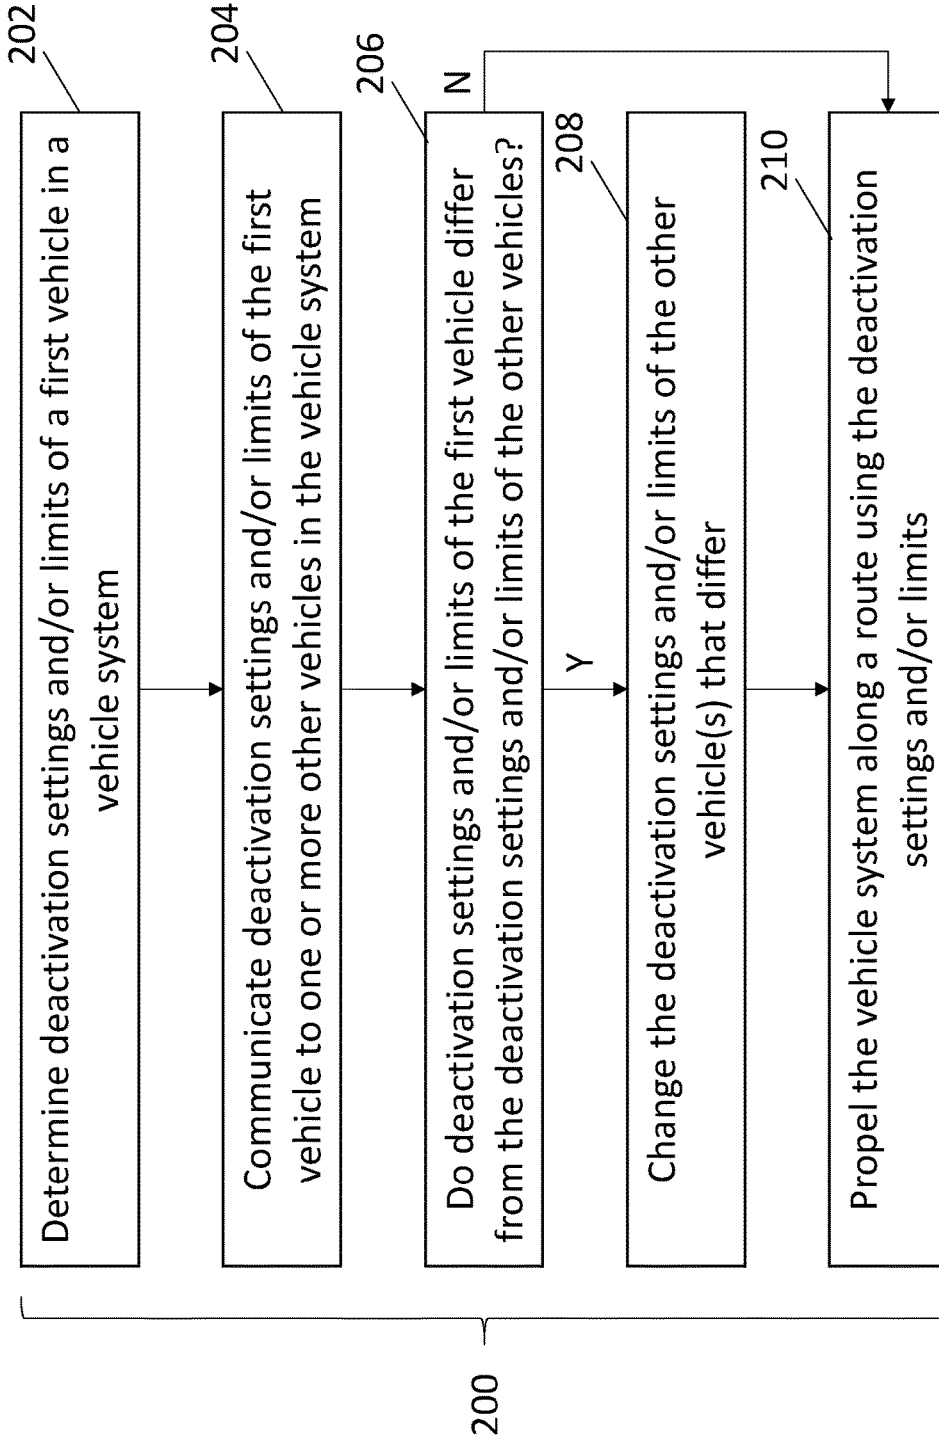 202
Determine deactivation settings and/or limits of a first vehicle in a
vehicle system
204
Communicate deactivation settings and/or limits of the first
vehicle to one or more other vehicles in the vehicle system
206
Do deactivation settings and/or limits of the first vehicle differ
from the deactivation settings and/or limits of the other vehicles?
N
Y
208
Change the deactivation settings and/or limits of the other
vehicle(s) that differ
210
Propel the vehicle system along a route using the deactivation
settings and/or limits
200